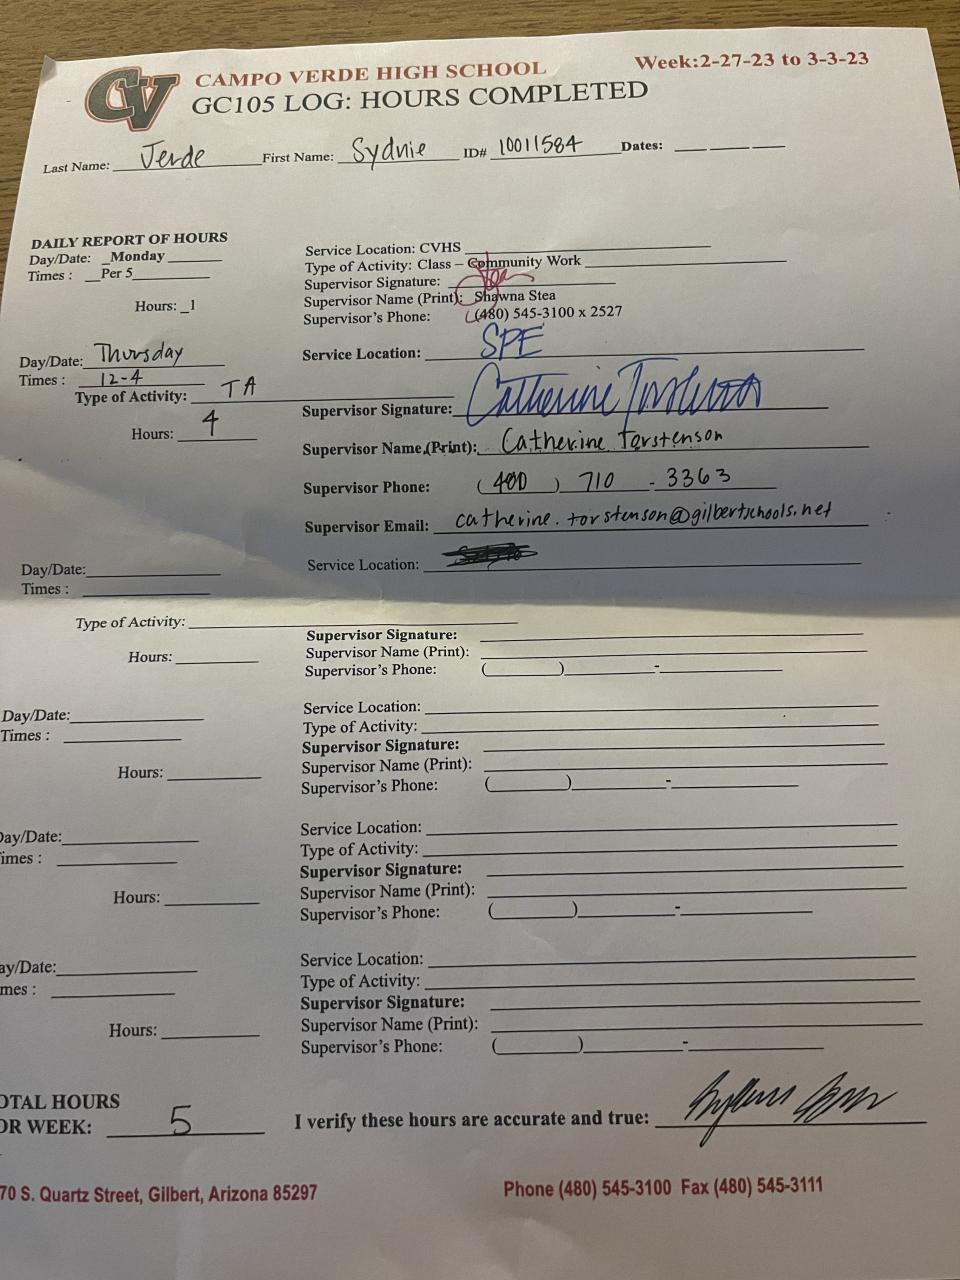 CV CAMPO VERDE HIGH SCHOOL Week:2-27-23 to 3-3-23
GC105 LOG: HOURS COMPLETED
Last Name: Jerde First Name: Sydnie ID# 10011584 Dates: ___ ___ ___
DAILY REPORT OF HOURS
Day/Date: _Monday
Times : __Per 5
Hours: _1
Service Location: CVHS
Type of Activity: Class – Community Work
Supervisor Signature:
Supervisor Name (Print): Shawna Stea
Supervisor's Phone: (480) 545-3100 x 2527
Day/Date: Thursday
Times : 12-4
Type of Activity: TA
Hours: 4
Service Location: SPE
Supervisor Signature: Catherine Torstenson
Supervisor Name (Print): Catherine Torstenson
Supervisor Phone: (480) 710 - 3363
Supervisor Email: catherine.torstenson@gilbertschools.net
Day/Date:
Times :
Service Location:
Type of Activity:
Hours:
Supervisor Signature:
Supervisor Name (Print):
Supervisor's Phone: ( ) -
Day/Date:
Times :
Hours:
Service Location:
Type of Activity:
Supervisor Signature:
Supervisor Name (Print):
Supervisor's Phone: ( ) -
Day/Date:
imes :
Hours:
Service Location:
Type of Activity:
Supervisor Signature:
Supervisor Name (Print):
Supervisor's Phone: ( ) -
ay/Date:
mes :
Hours:
Service Location:
Type of Activity:
Supervisor Signature:
Supervisor Name (Print):
Supervisor's Phone: ( ) -
OTAL HOURS
OR WEEK: 5 I verify these hours are accurate and true:
70 S. Quartz Street, Gilbert, Arizona 85297 Phone (480) 545-3100 Fax (480) 545-3111